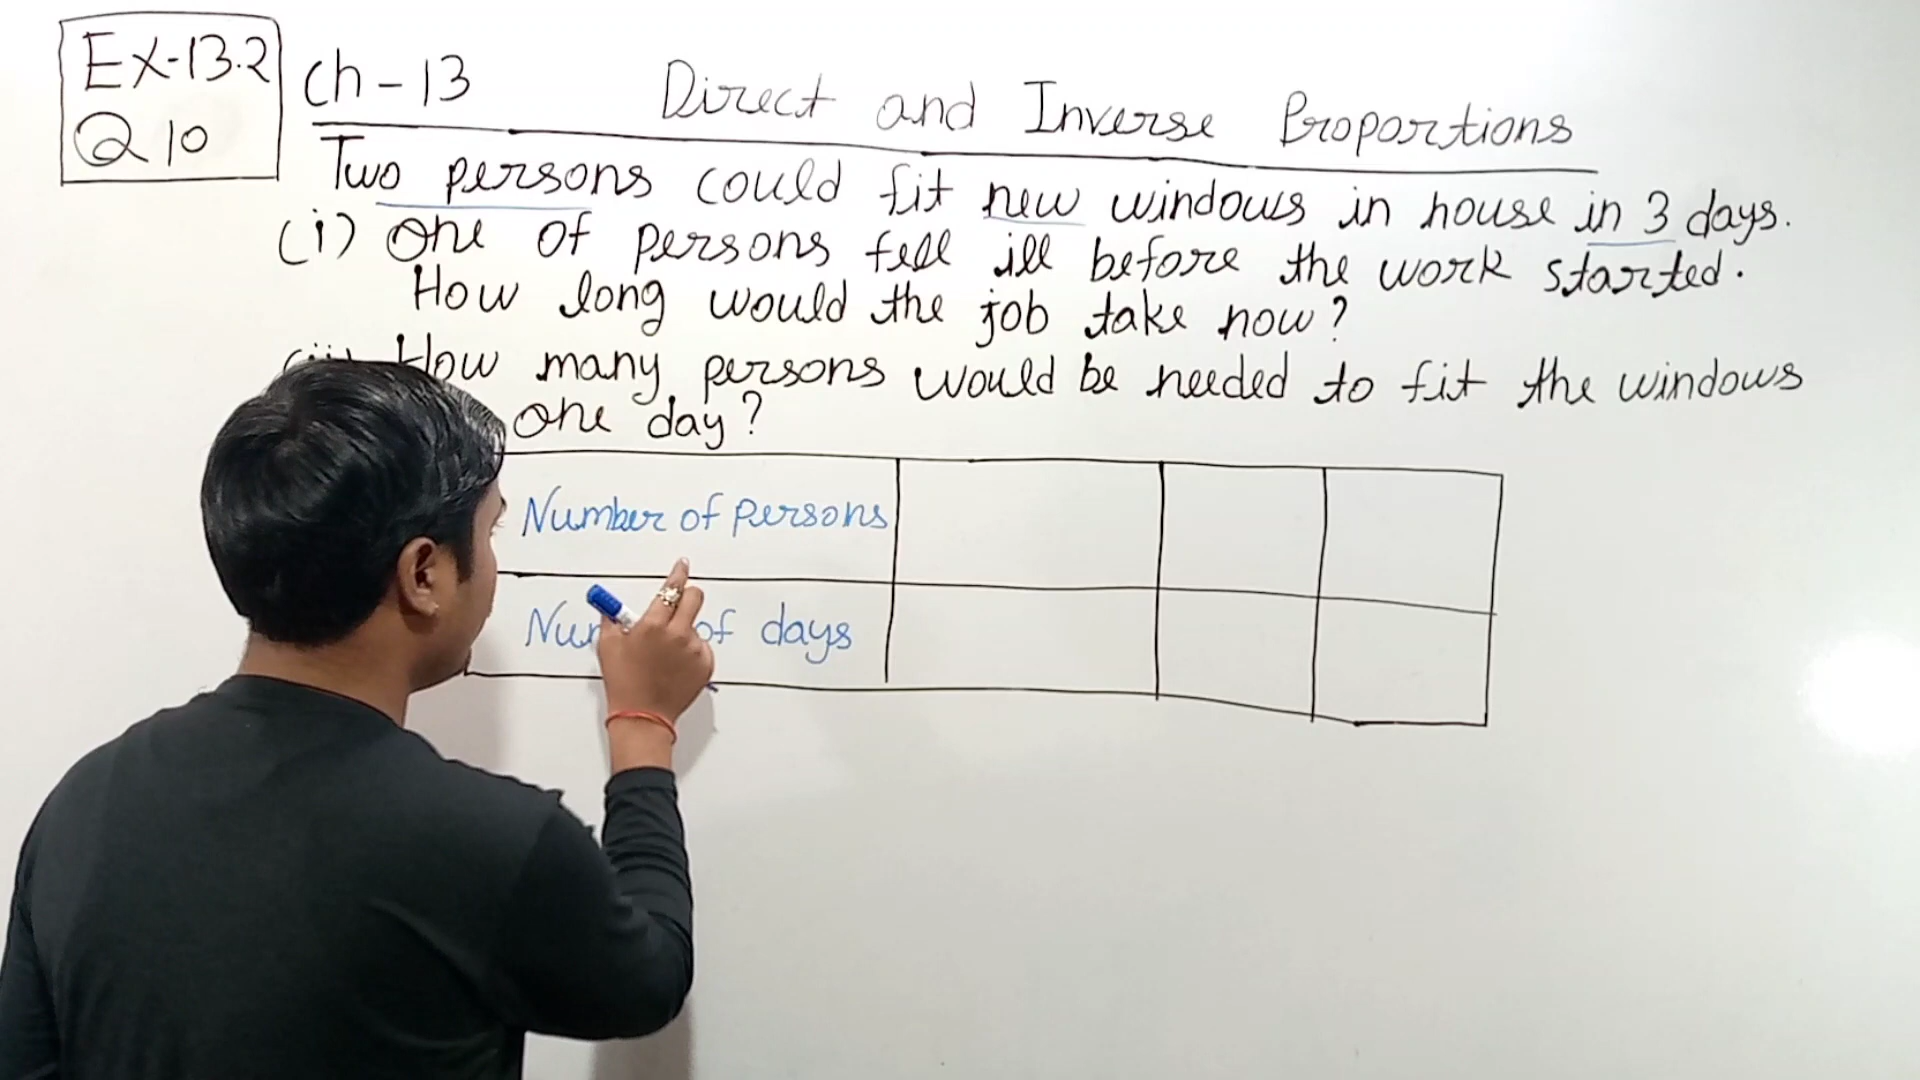 Ex-13.2
Q 10
Ch-13 Direct and Inverse Proportions
Two persons could fit new windows in house in 3 days.
(i) One of persons fell ill before the work started.
How long would the job take now?
How many persons would be needed to fit the windows
one day?
Number of persons
of days